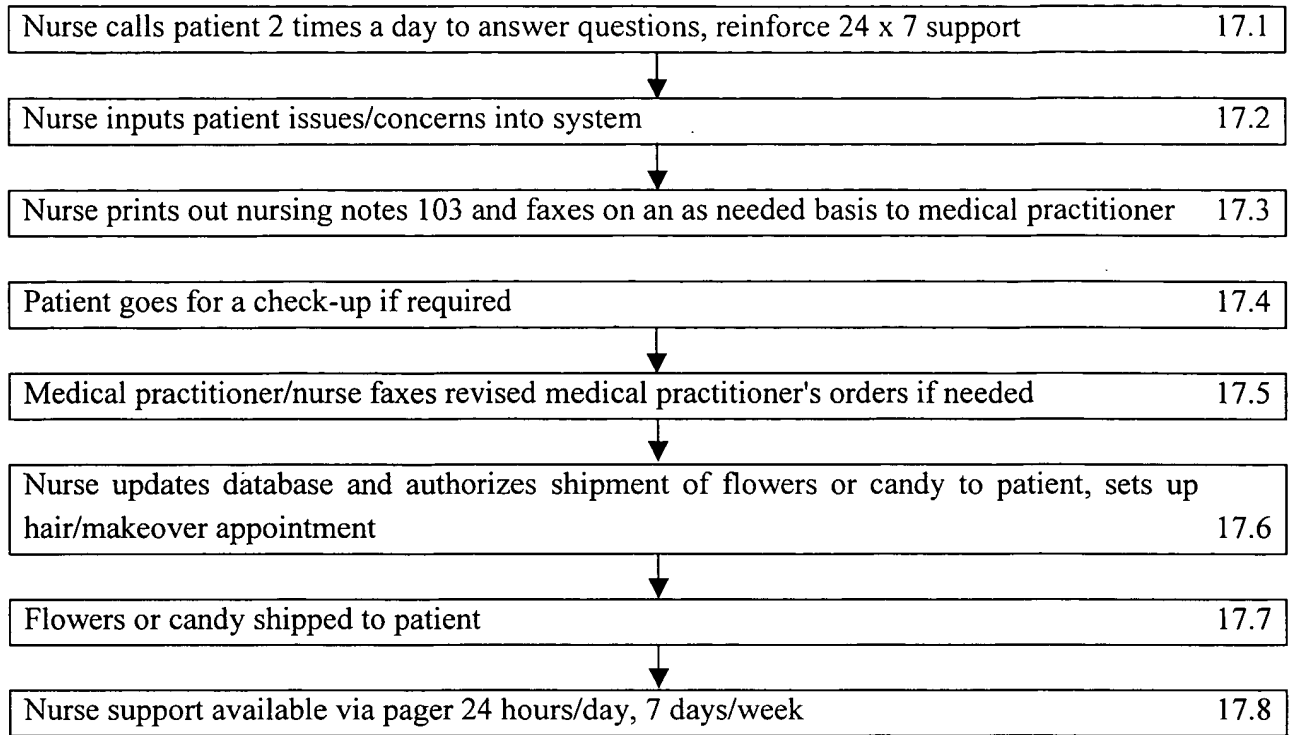 Nurse calls patient 2 times a day to answer questions, reinforce 24 x 7 support 17.1
Nurse inputs patient issues/concerns into system 17.2
Nurse prints out nursing notes 103 and faxes on an as needed basis to medical practitioner 17.3
Patient goes for a check-up if required 17.4
Medical practitioner/nurse faxes revised medical practitioner's orders if needed 17.5
Nurse updates database and authorizes shipment of flowers or candy to patient, sets up
hair/makeover appointment 17.6
Flowers or candy shipped to patient 17.7
Nurse support available via pager 24 hours/day, 7 days/week 17.8